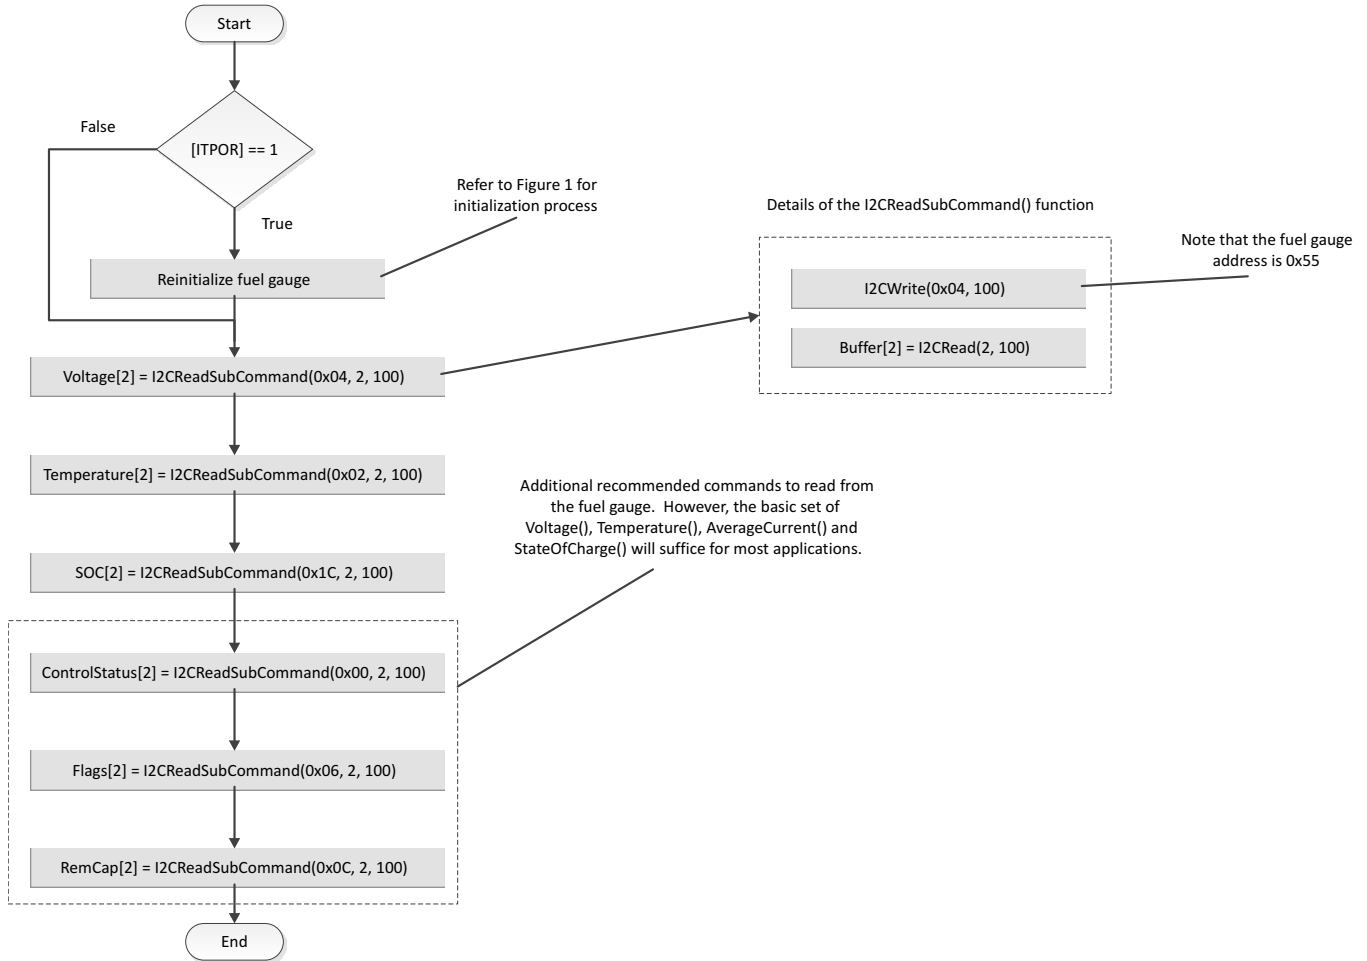 Start
False
[ITPOR] == 1
True
Refer to Figure 1 for
initialization process
Reinitialize fuel gauge
Details of the I2CReadSubCommand() function
Note that the fuel gauge
address is 0x55
I2CWrite(0x04, 100)
Buffer[2] = I2CRead(2, 100)
Voltage[2] = I2CReadSubCommand(0x04, 2, 100)
Temperature[2] = I2CReadSubCommand(0x02, 2, 100)
Additional recommended commands to read from
the fuel gauge.  However, the basic set of
Voltage(), Temperature(), AverageCurrent() and
StateOfCharge() will suffice for most applications.
SOC[2] = I2CReadSubCommand(0x1C, 2, 100)
ControlStatus[2] = I2CReadSubCommand(0x00, 2, 100)
Flags[2] = I2CReadSubCommand(0x06, 2, 100)
RemCap[2] = I2CReadSubCommand(0x0C, 2, 100)
End